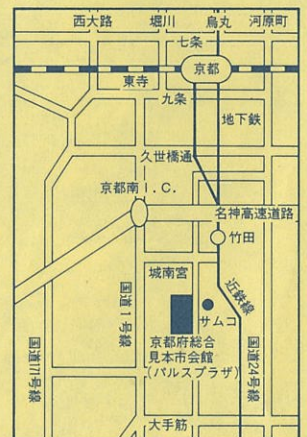 西大路
堀川
烏丸
河原町
七条
京都
東寺
九条
地下鉄
久世橋通
京都南I.C.
名神高速道路
竹田
城南宮
近鉄線
国道1号線
サムコ
国道171号線
京都府総合
見本市会館
(パルスプラザ)
国道24号線
大手筋